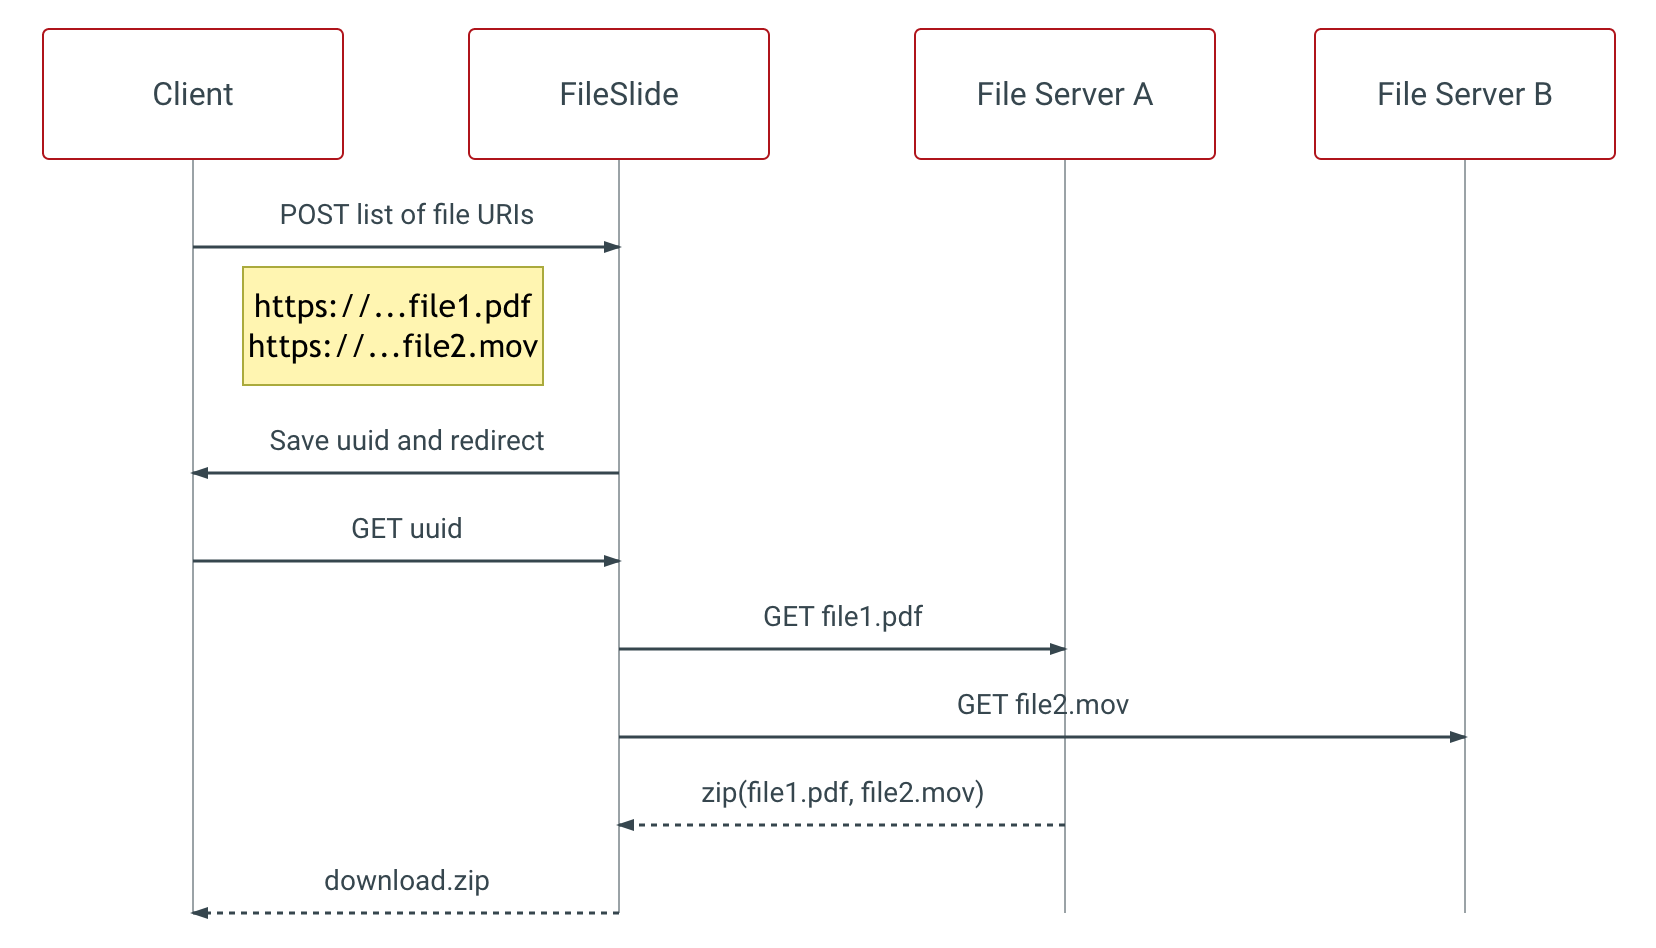 Client
FileSlide
File Server A
File Server B
POST list of file URIs
https://...file1.pdf
https://...file2.mov
Save uuid and redirect
GET uuid
GET file1.pdf
GET file2.mov
zip(file1.pdf, file2.mov)
download.zip